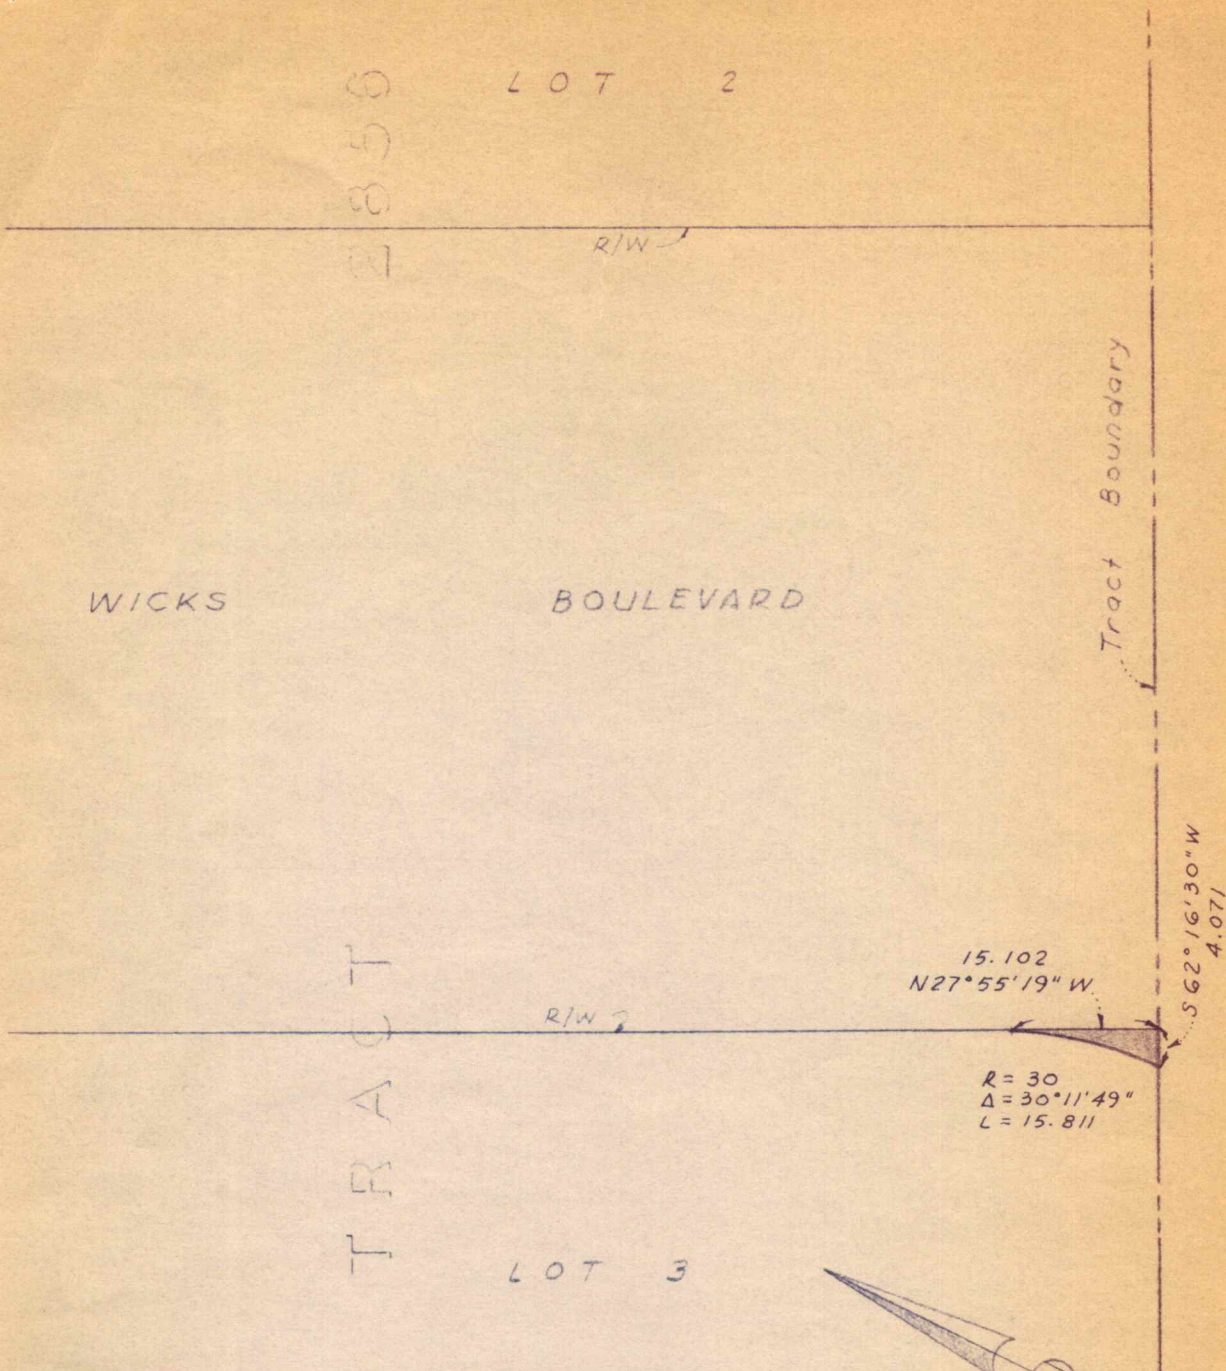 LOT 2
R/W
Tract Boundary
WICKS BOULEVARD
S62°16'30"W
4.071
15.102
N27°55'19"W
R/W
R=30
Δ=30°11'49"
L=15.811
TRACT 2856
LOT 3